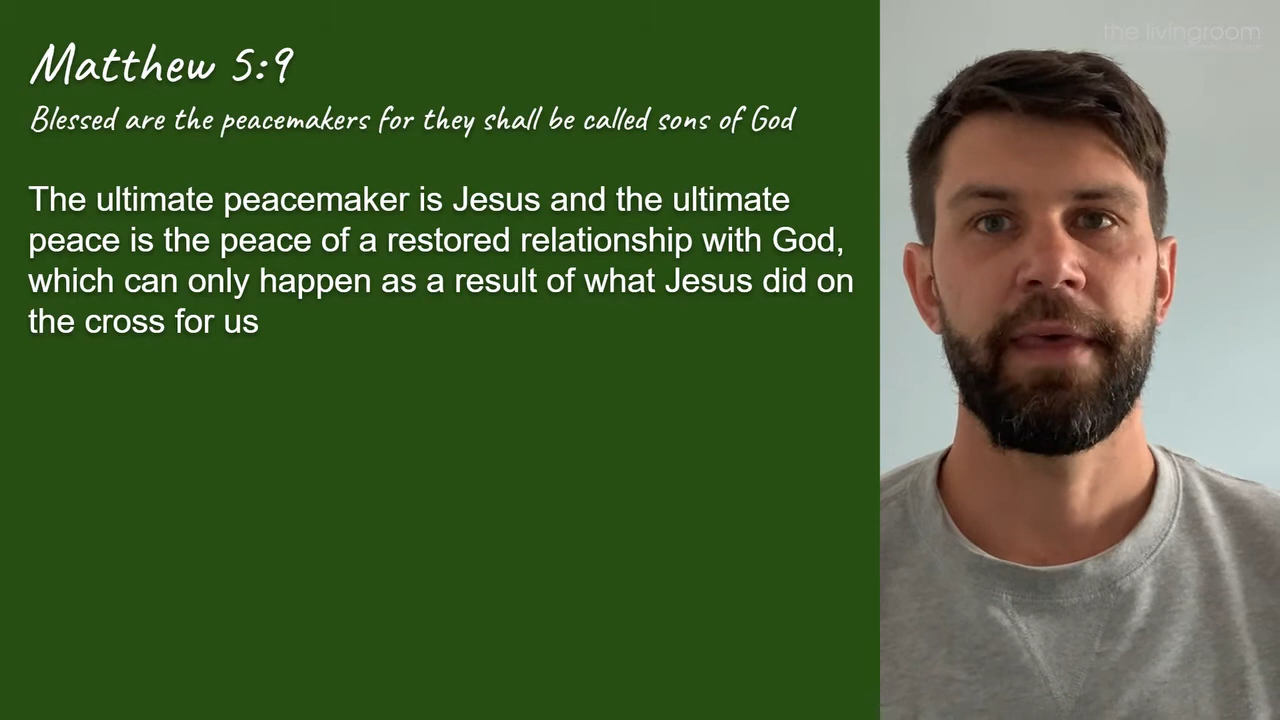 the livingroom
Matthew 5:9
Blessed are the peacemakers for they shall be called sons of God
The ultimate peacemaker is Jesus and the ultimate
peace is the peace of a restored relationship with God,
which can only happen as a result of what Jesus did on
the cross for us